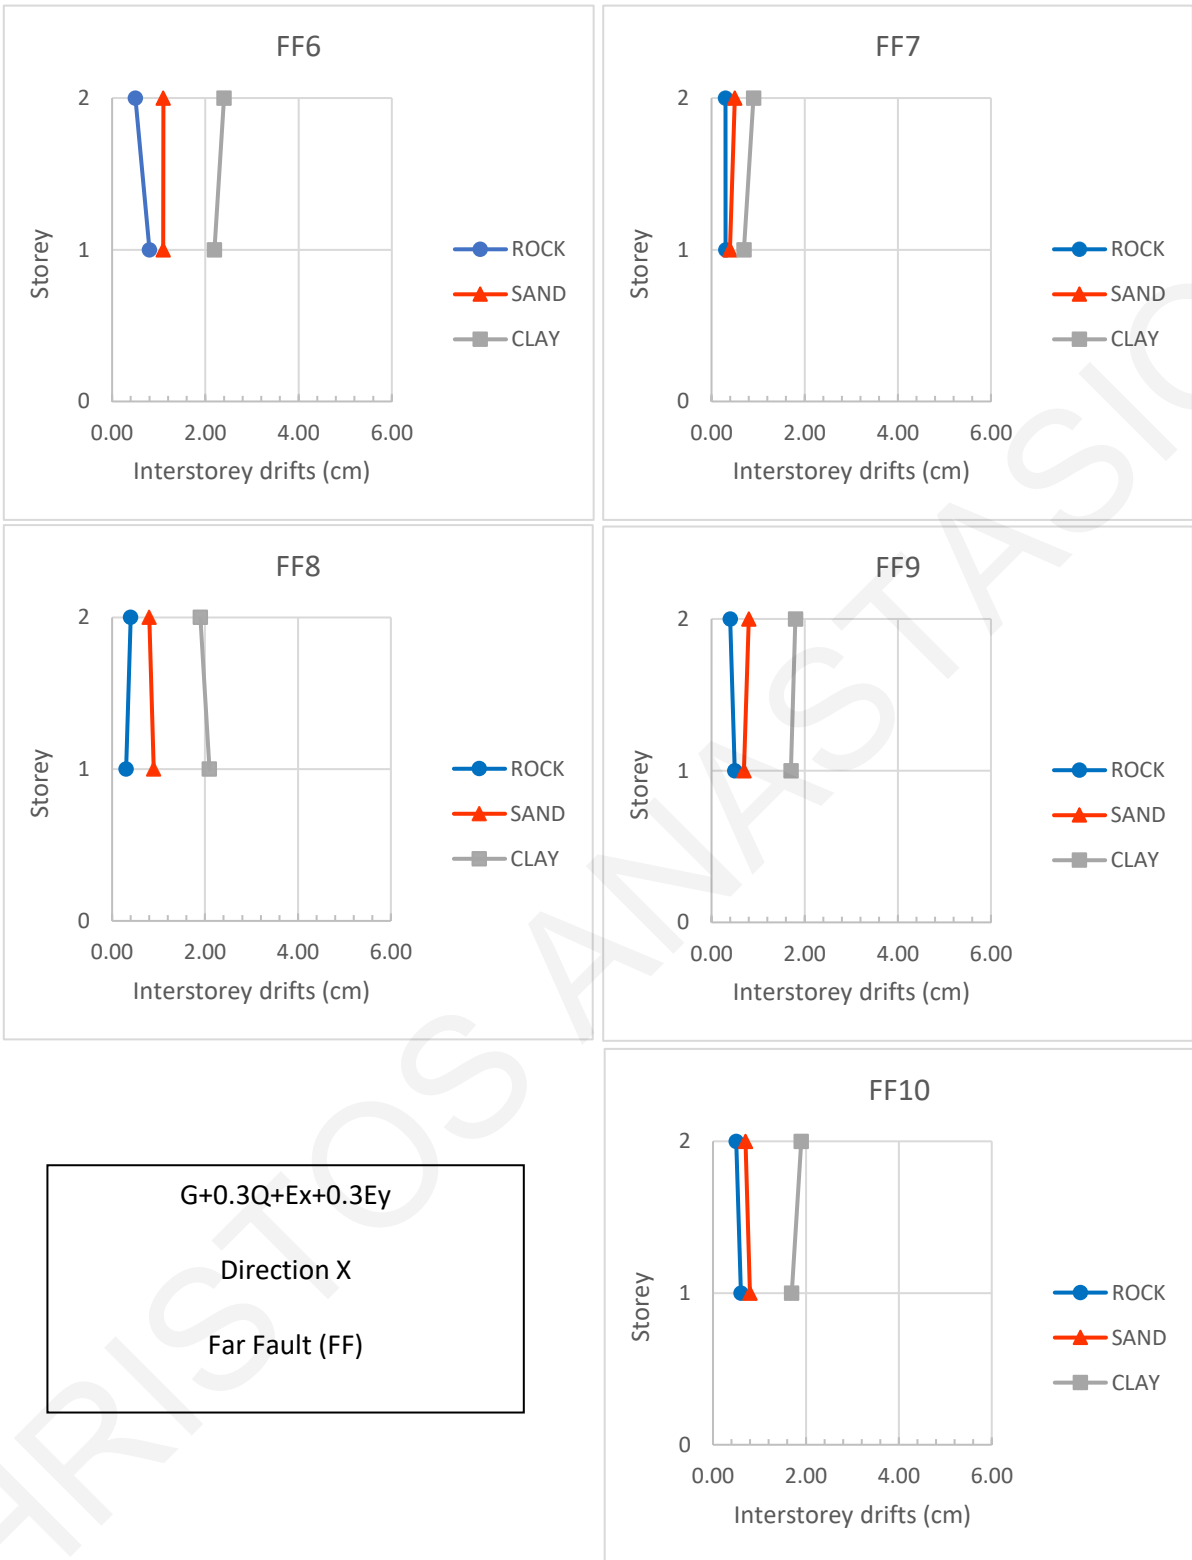 FF6
2
1
0
Storey
0.00 2.00 4.00 6.00
Interstorey drifts (cm)
ROCK
SAND
CLAY
FF7
2
1
0
Storey
0.00 2.00 4.00 6.00
Interstorey drifts (cm)
ROCK
SAND
CLAY
FF8
2
1
0
Storey
0.00 2.00 4.00 6.00
Interstorey drifts (cm)
ROCK
SAND
CLAY
FF9
2
1
0
Storey
0.00 2.00 4.00 6.00
Interstorey drifts (cm)
ROCK
SAND
CLAY
G+0.3Q+Ex+0.3Ey
Direction X
Far Fault (FF)
FF10
2
1
0
Storey
0.00 2.00 4.00 6.00
Interstorey drifts (cm)
ROCK
SAND
CLAY
HRISTOS ANASTASIO